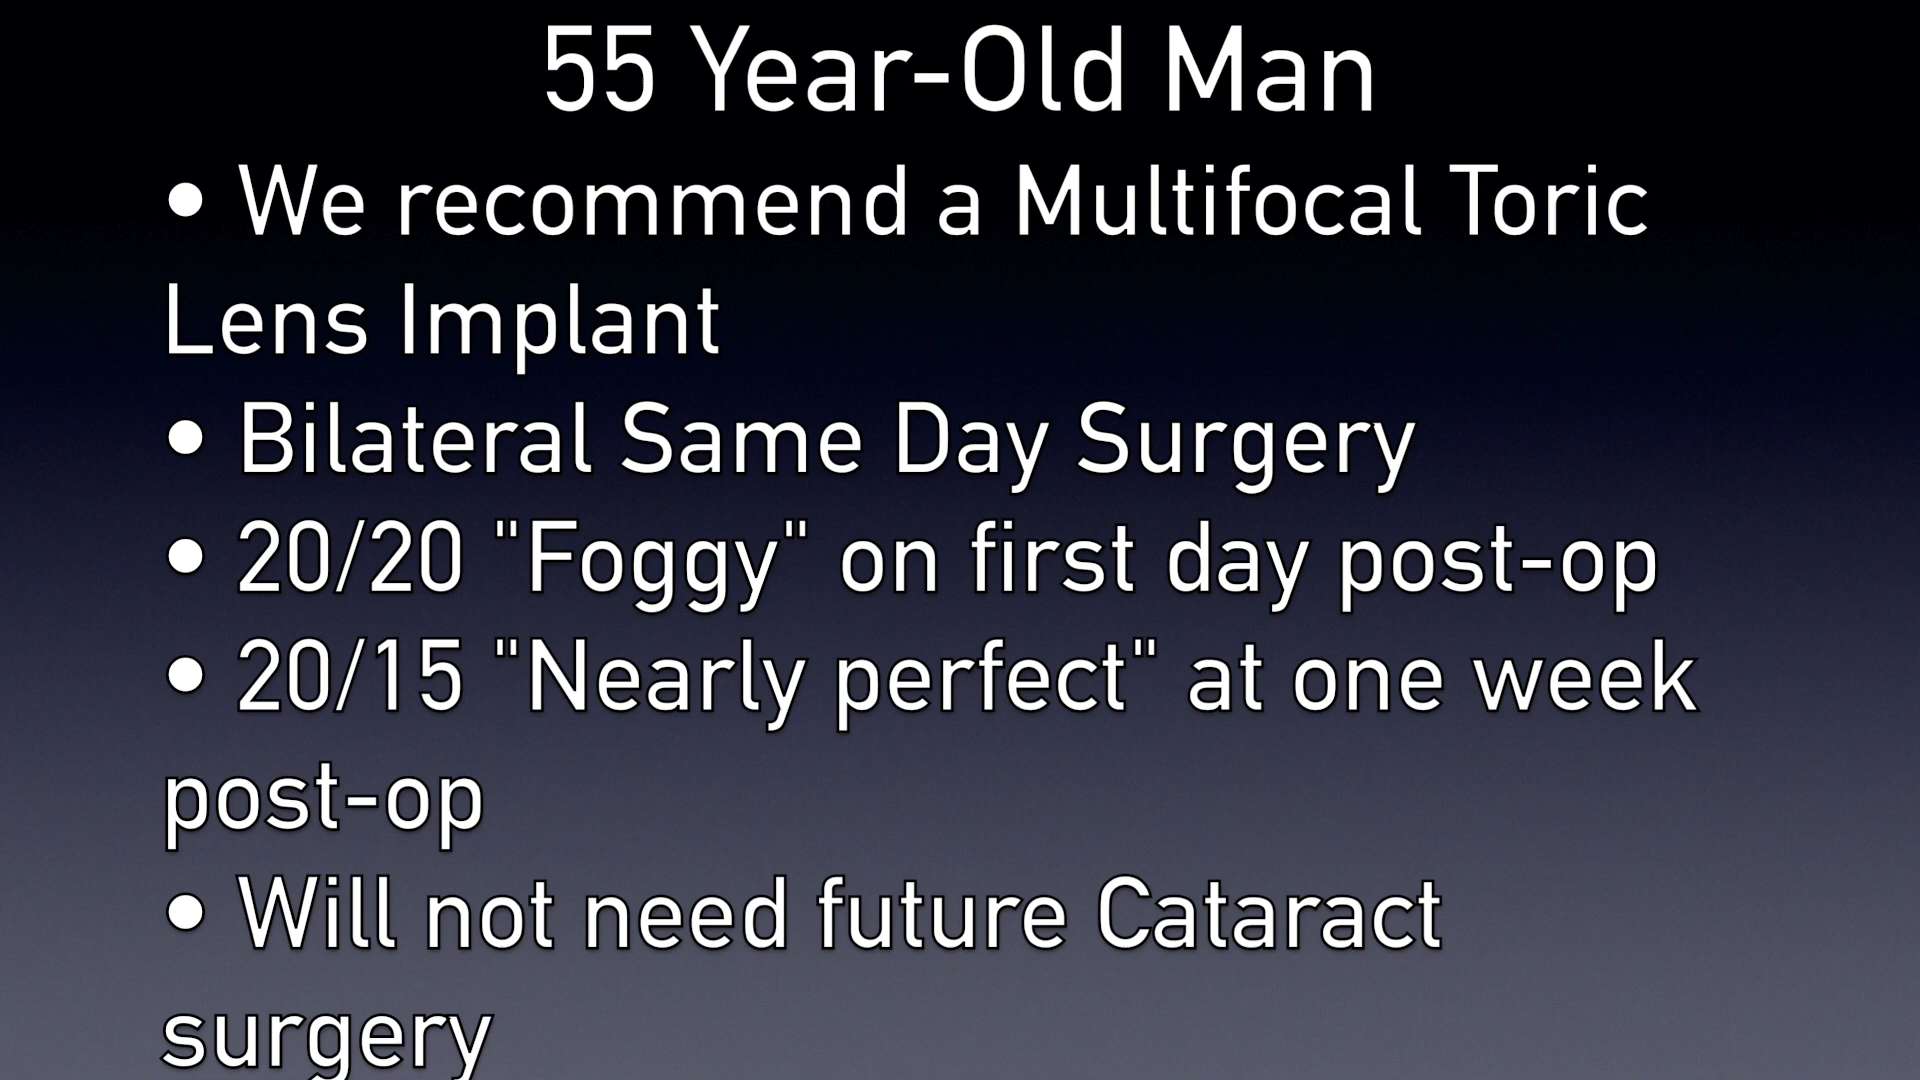 55 Year-Old Man
• We recommend a Multifocal Toric
Lens Implant
• Bilateral Same Day Surgery
• 20/20 "Foggy" on first day post-op
• 20/15 "Nearly perfect" at one week
post-op
• Will not need future Cataract
surgery